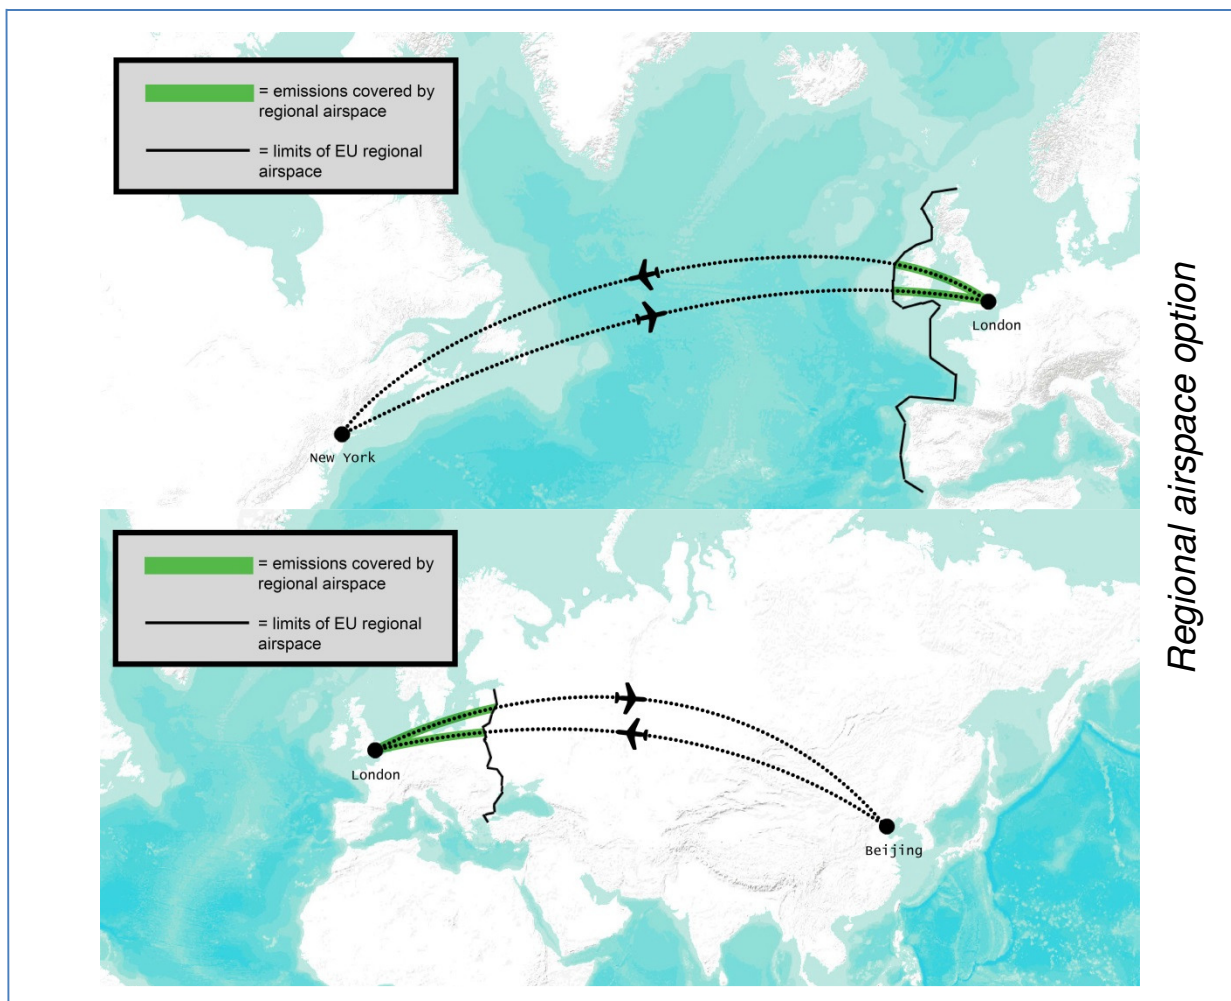 = emissions covered by
regional airspace
= limits of EU regional
airspace
London
New York
= emissions covered by
regional airspace
= limits of EU regional
airspace
London
Beijing
Regional airspace option